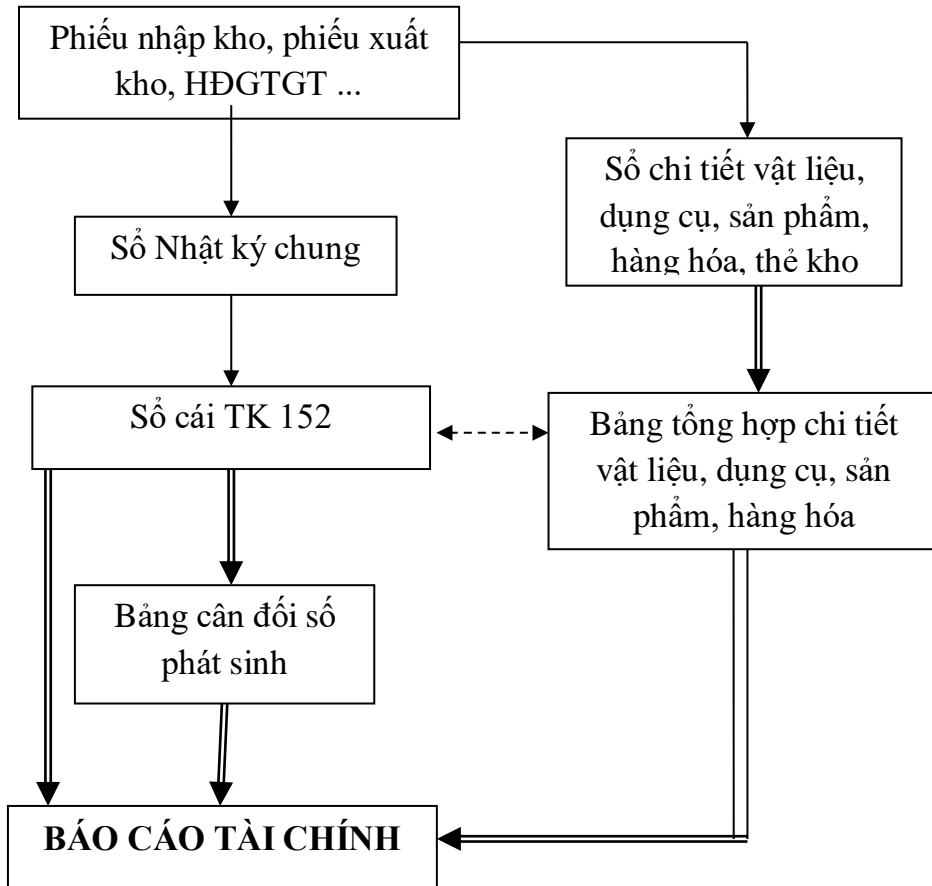 Phiếu nhập kho, phiếu xuất
kho, HĐGTGT ...
Sổ chi tiết vật liệu,
dụng cụ, sản phẩm,
hàng hóa, thẻ kho
Sổ Nhật ký chung
Sổ cái TK 152
Bảng tổng hợp chi tiết
vật liệu, dụng cụ, sản
phẩm, hàng hóa
Bảng cân đối số
phát sinh
BÁO CÁO TÀI CHÍNH